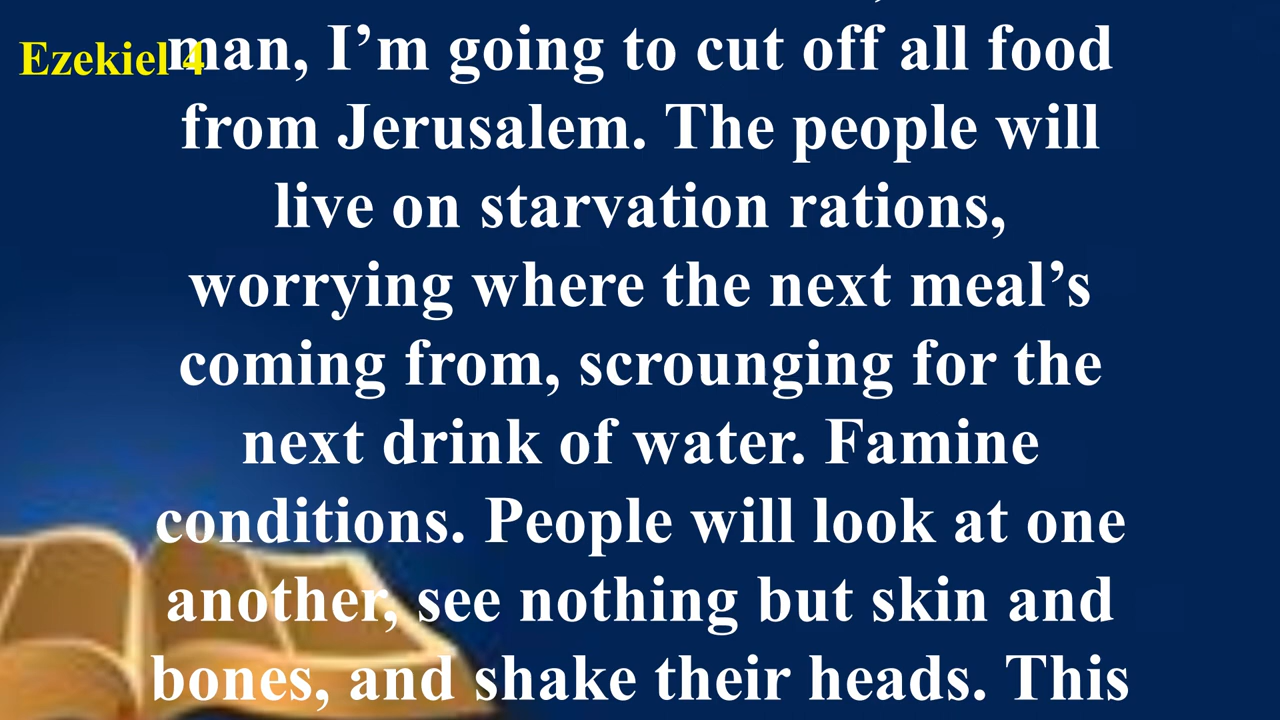 Ezekiel 4
man, I’m going to cut off all food
from Jerusalem. The people will
live on starvation rations,
worrying where the next meal’s
coming from, scrounging for the
next drink of water. Famine
conditions. People will look at one
another, see nothing but skin and
bones, and shake their heads. This